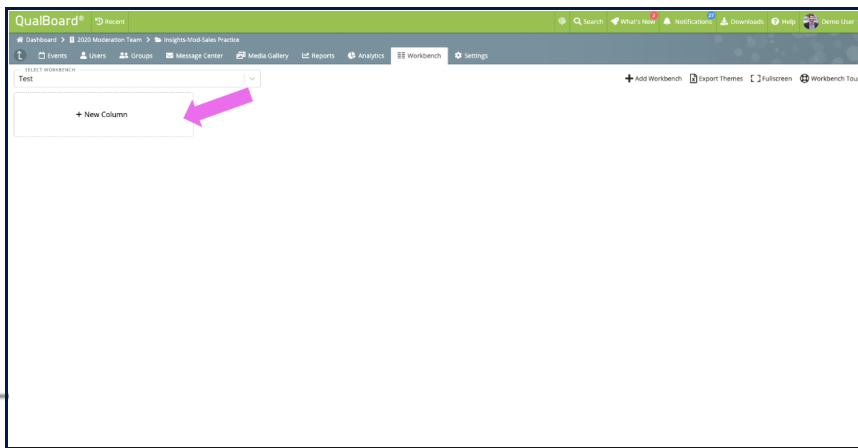 QualBoard® Recent Search What's New 2 Notifications 27 Downloads Help Demo User
Dashboard > 2020 Moderation Team > Insights-Mod-Sales Practice
t Events Users Groups Message Center Media Gallery Reports Analytics Workbench Settings
SELECT WORKBENCH
Test + Add Workbench Export Themes Fullscreen Workbench Tou
+ New Column